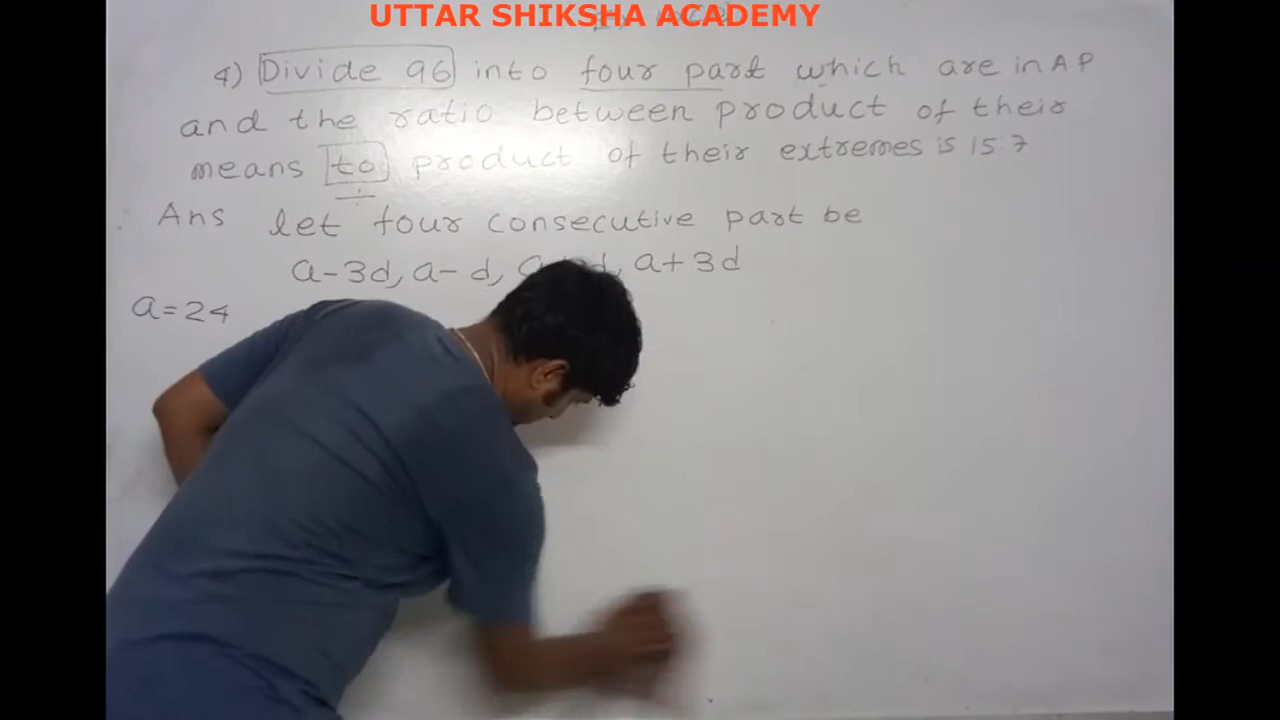 UTTAR SHIKSHA ACADEMY
4) Divide 96 into four part which are in AP
and the ratio between product of their
means to product of their extremes is 15:7
Ans let four consecutive part be
a-3d, a-d, d, a+3d
a=24